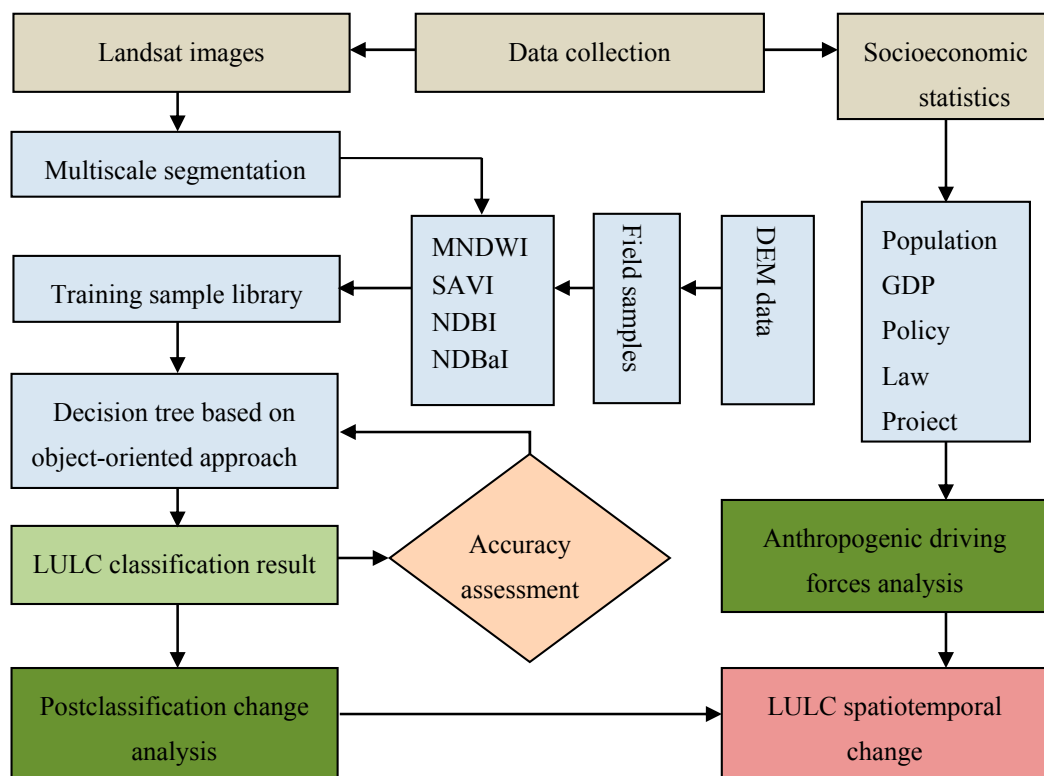 Landsat images
Data collection
Socioeconomic
statistics
Multiscale segmentation
MNDWI
SAVI
NDBI
NDBaI
Field samples
DEM data
Population
GDP
Policy
Law
Project
Training sample library
Decision tree based on
object-oriented approach
LULC classification result
Accuracy
assessment
Anthropogenic driving
forces analysis
Postclassification change
analysis
LULC spatiotemporal
change